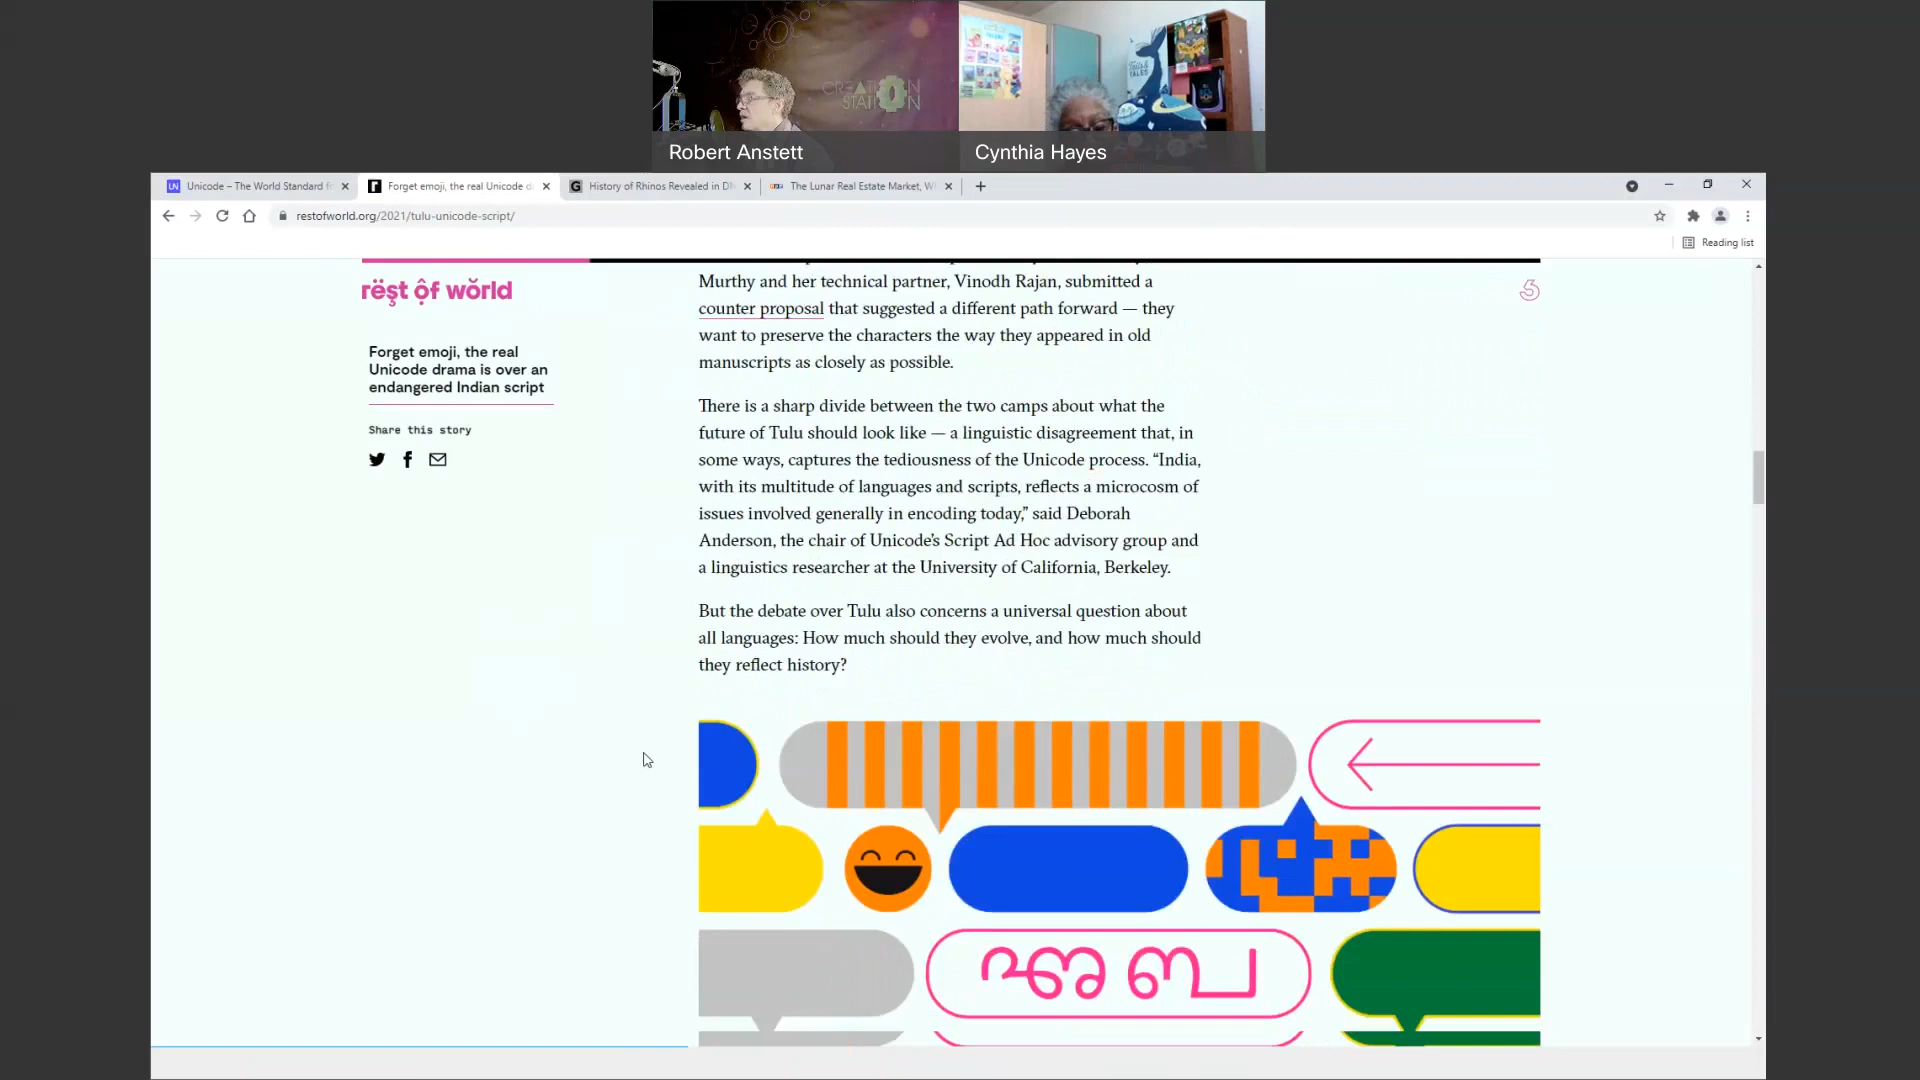 CREATION
STATION
TAILS &
TALES
Robert Anstett
Cynthia Hayes
Unicode – The World Standard fo
Forget emoji, the real Unicode d
History of Rhinos Revealed in DN
The Lunar Real Estate Market, W
restofworld.org/2021/tulu-unicode-script/
Reading list
rëşt ộf wŏrld
Forget emoji, the real
Unicode drama is over an
endangered Indian script
Share this story
Murthy and her technical partner, Vinodh Rajan, submitted a
counter proposal that suggested a different path forward — they
want to preserve the characters the way they appeared in old
manuscripts as closely as possible.
There is a sharp divide between the two camps about what the
future of Tulu should look like — a linguistic disagreement that, in
some ways, captures the tediousness of the Unicode process. “India,
with its multitude of languages and scripts, reflects a microcosm of
issues involved generally in encoding today,” said Deborah
Anderson, the chair of Unicode’s Script Ad Hoc advisory group and
a linguistics researcher at the University of California, Berkeley.
But the debate over Tulu also concerns a universal question about
all languages: How much should they evolve, and how much should
they reflect history?